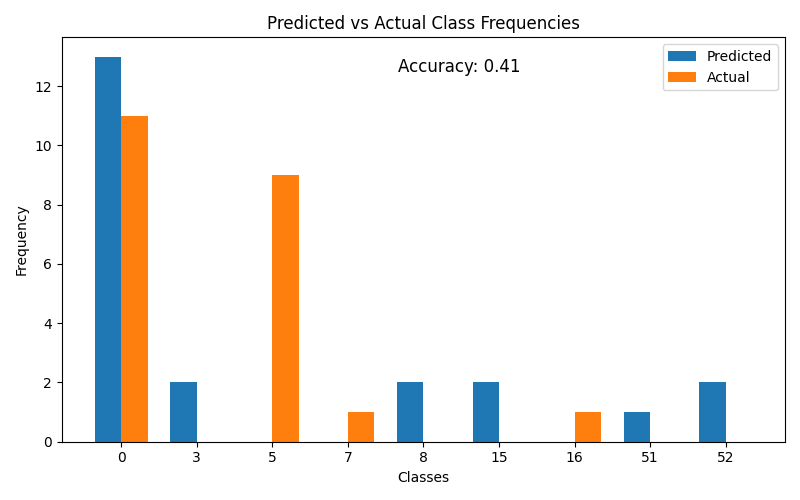 Predicted vs Actual Class Frequencies
Accuracy: 0.41
Predicted
Actual
Frequency
12
10
8
6
4
2
0
0 3 5 7 8 15 16 51 52
Classes